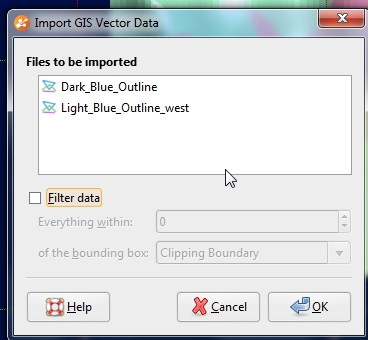 Import GIS Vector Data
Files to be imported
Dark_Blue_Outline
Light_Blue_Outline_west
Filter data
Everything within: 0
of the bounding box: Clipping Boundary
Help Cancel OK